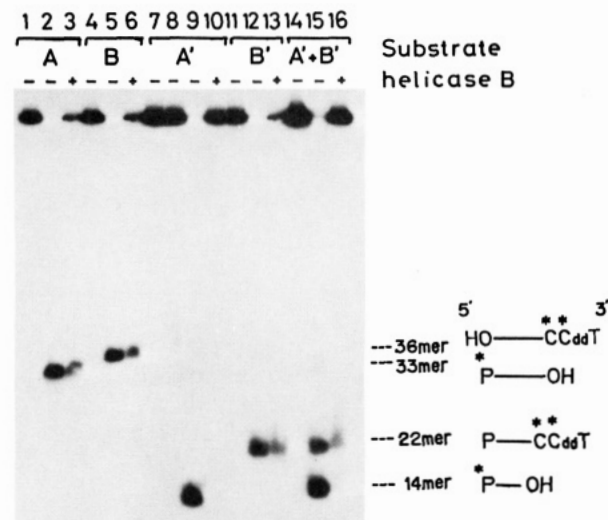 1 2 3 4 5 6 7 8 9 10 11 12 13 14 15 16
A B A' B' A'+B' Substrate
- - + - - + - - - + - - + - - + helicase B
5' 3'
* *
---36mer HO—CCddT
*
---33mer P—OH
* *
---22mer P—CCddT
*
---14mer P—OH